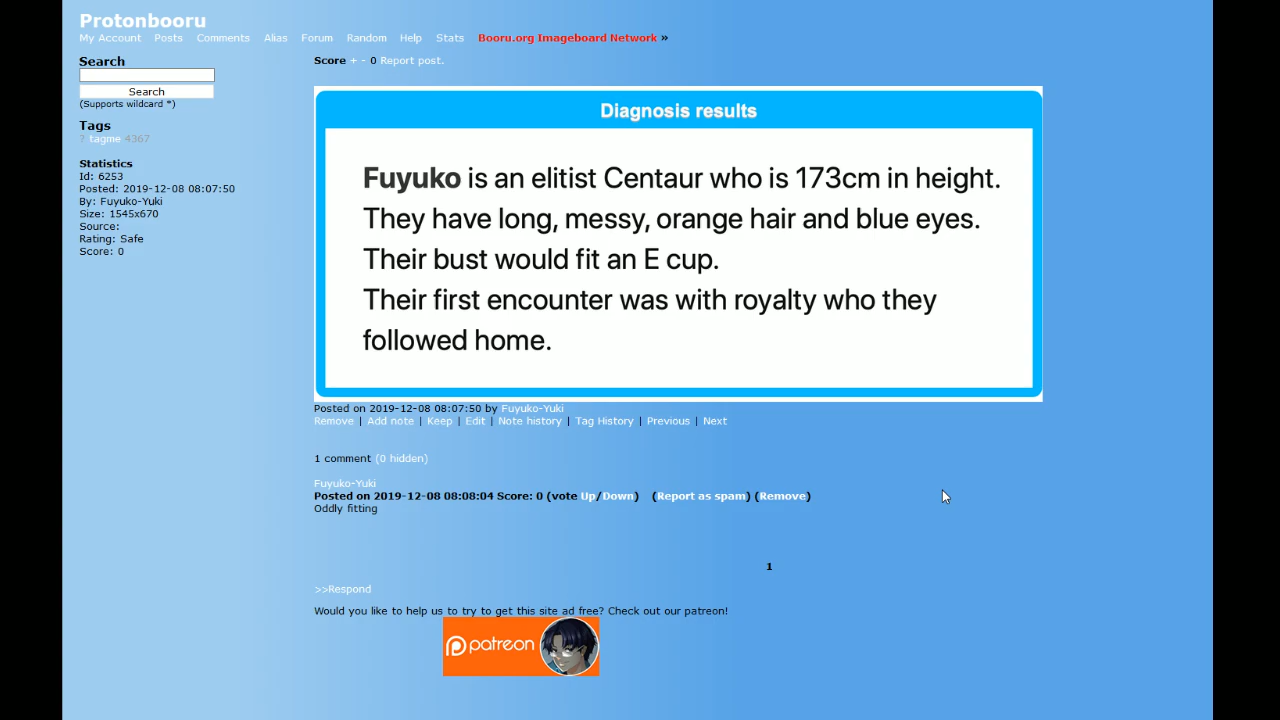 Protonbooru
My Account Posts Comments Alias Forum Random Help Stats Booru.org Imageboard Network »
Search
Search
(Supports wildcard *)
Tags
? tagme 4367
Statistics
Id: 6253
Posted: 2019-12-08 08:07:50
By: Fuyuko-Yuki
Size: 1545x670
Source:
Rating: Safe
Score: 0
Score + - 0 Report post.
Diagnosis results
Fuyuko is an elitist Centaur who is 173cm in height.
They have long, messy, orange hair and blue eyes.
Their bust would fit an E cup.
Their first encounter was with royalty who they
followed home.
Posted on 2019-12-08 08:07:50 by Fuyuko-Yuki
Remove | Add note | Keep | Edit | Note history | Tag History | Previous | Next
1 comment (0 hidden)
Fuyuko-Yuki
Posted on 2019-12-08 08:08:04 Score: 0 (vote Up/Down) (Report as spam) (Remove)
Oddly fitting
1
>>Respond
Would you like to help us to try to get this site ad free? Check out our patreon!
patreon